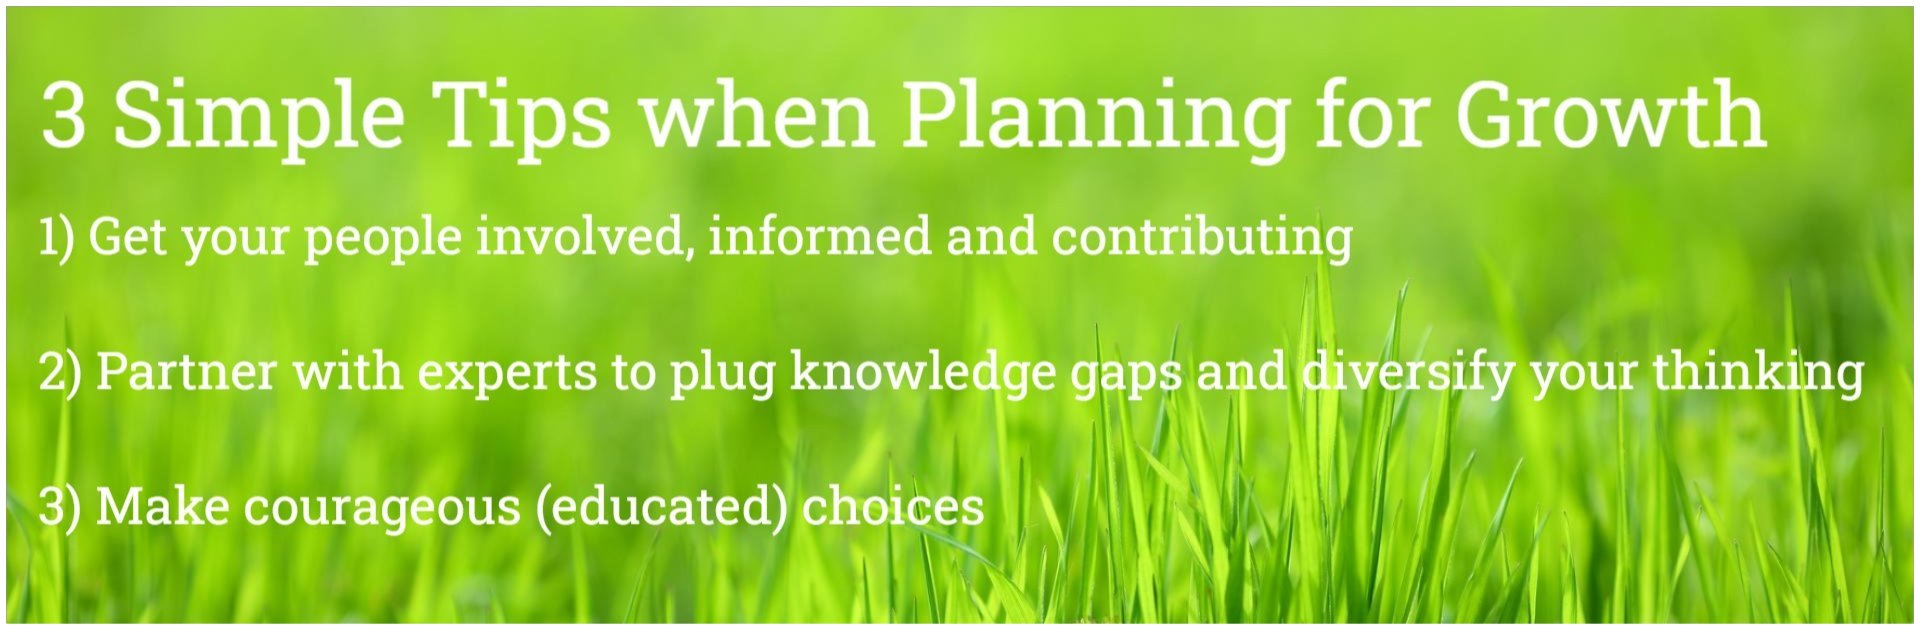 3 Simple Tips when Planning for Growth
1) Get your people involved, informed and contributing
2) Partner with experts to plug knowledge gaps and diversify your thinking
3) Make courageous (educated) choices